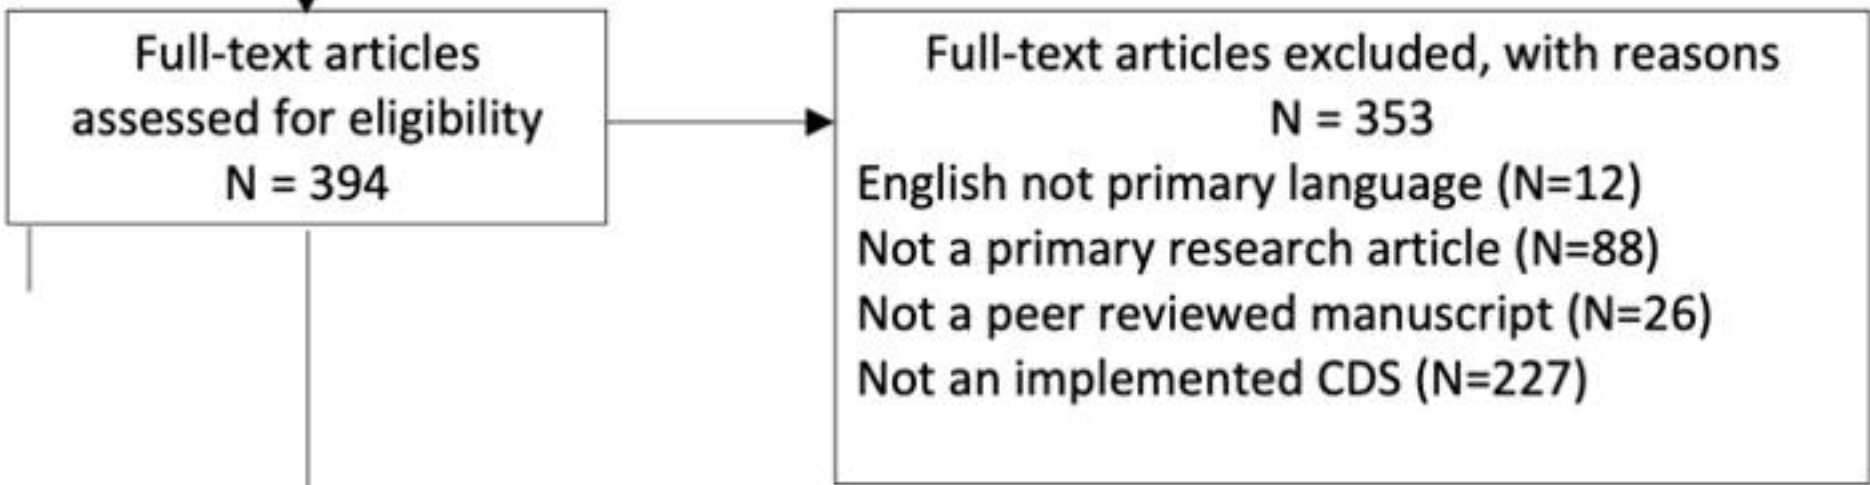 Full-text articles
assessed for eligibility
N = 394
Full-text articles excluded, with reasons
N = 353
English not primary language (N=12)
Not a primary research article (N=88)
Not a peer reviewed manuscript (N=26)
Not an implemented CDS (N=227)